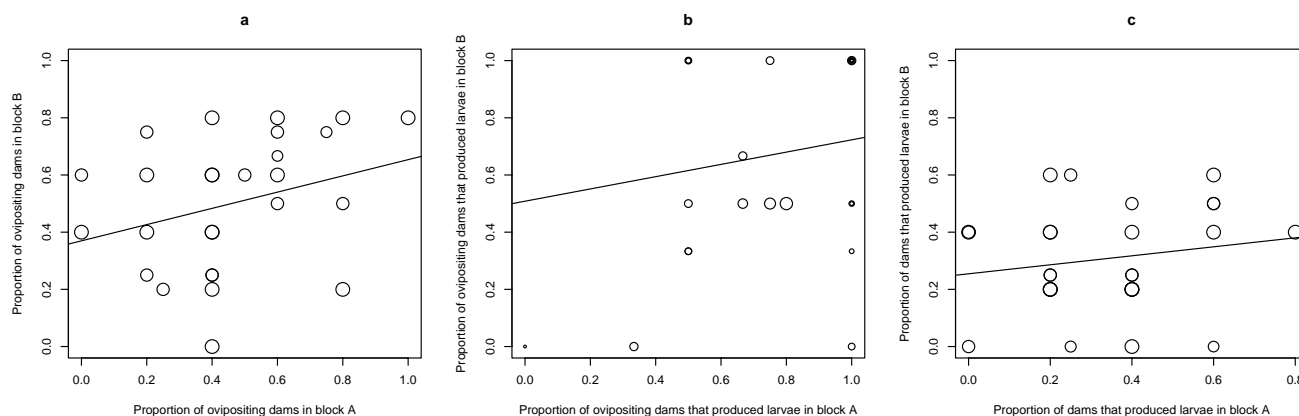 a
Proportion of ovipositing dams in block B
1.0
0.8
0.6
0.4
0.2
0.0
0.0 0.2 0.4 0.6 0.8 1.0
Proportion of ovipositing dams in block A
b
Proportion of ovipositing dams that produced larvae in block B
1.0
0.8
0.6
0.4
0.2
0.0
0.0 0.2 0.4 0.6 0.8 1.0
Proportion of ovipositing dams that produced larvae in block A
c
Proportion of dams that produced larvae in block B
1.0
0.8
0.6
0.4
0.2
0.0
0.0 0.2 0.4 0.6 0.8
Proportion of dams that produced larvae in block A